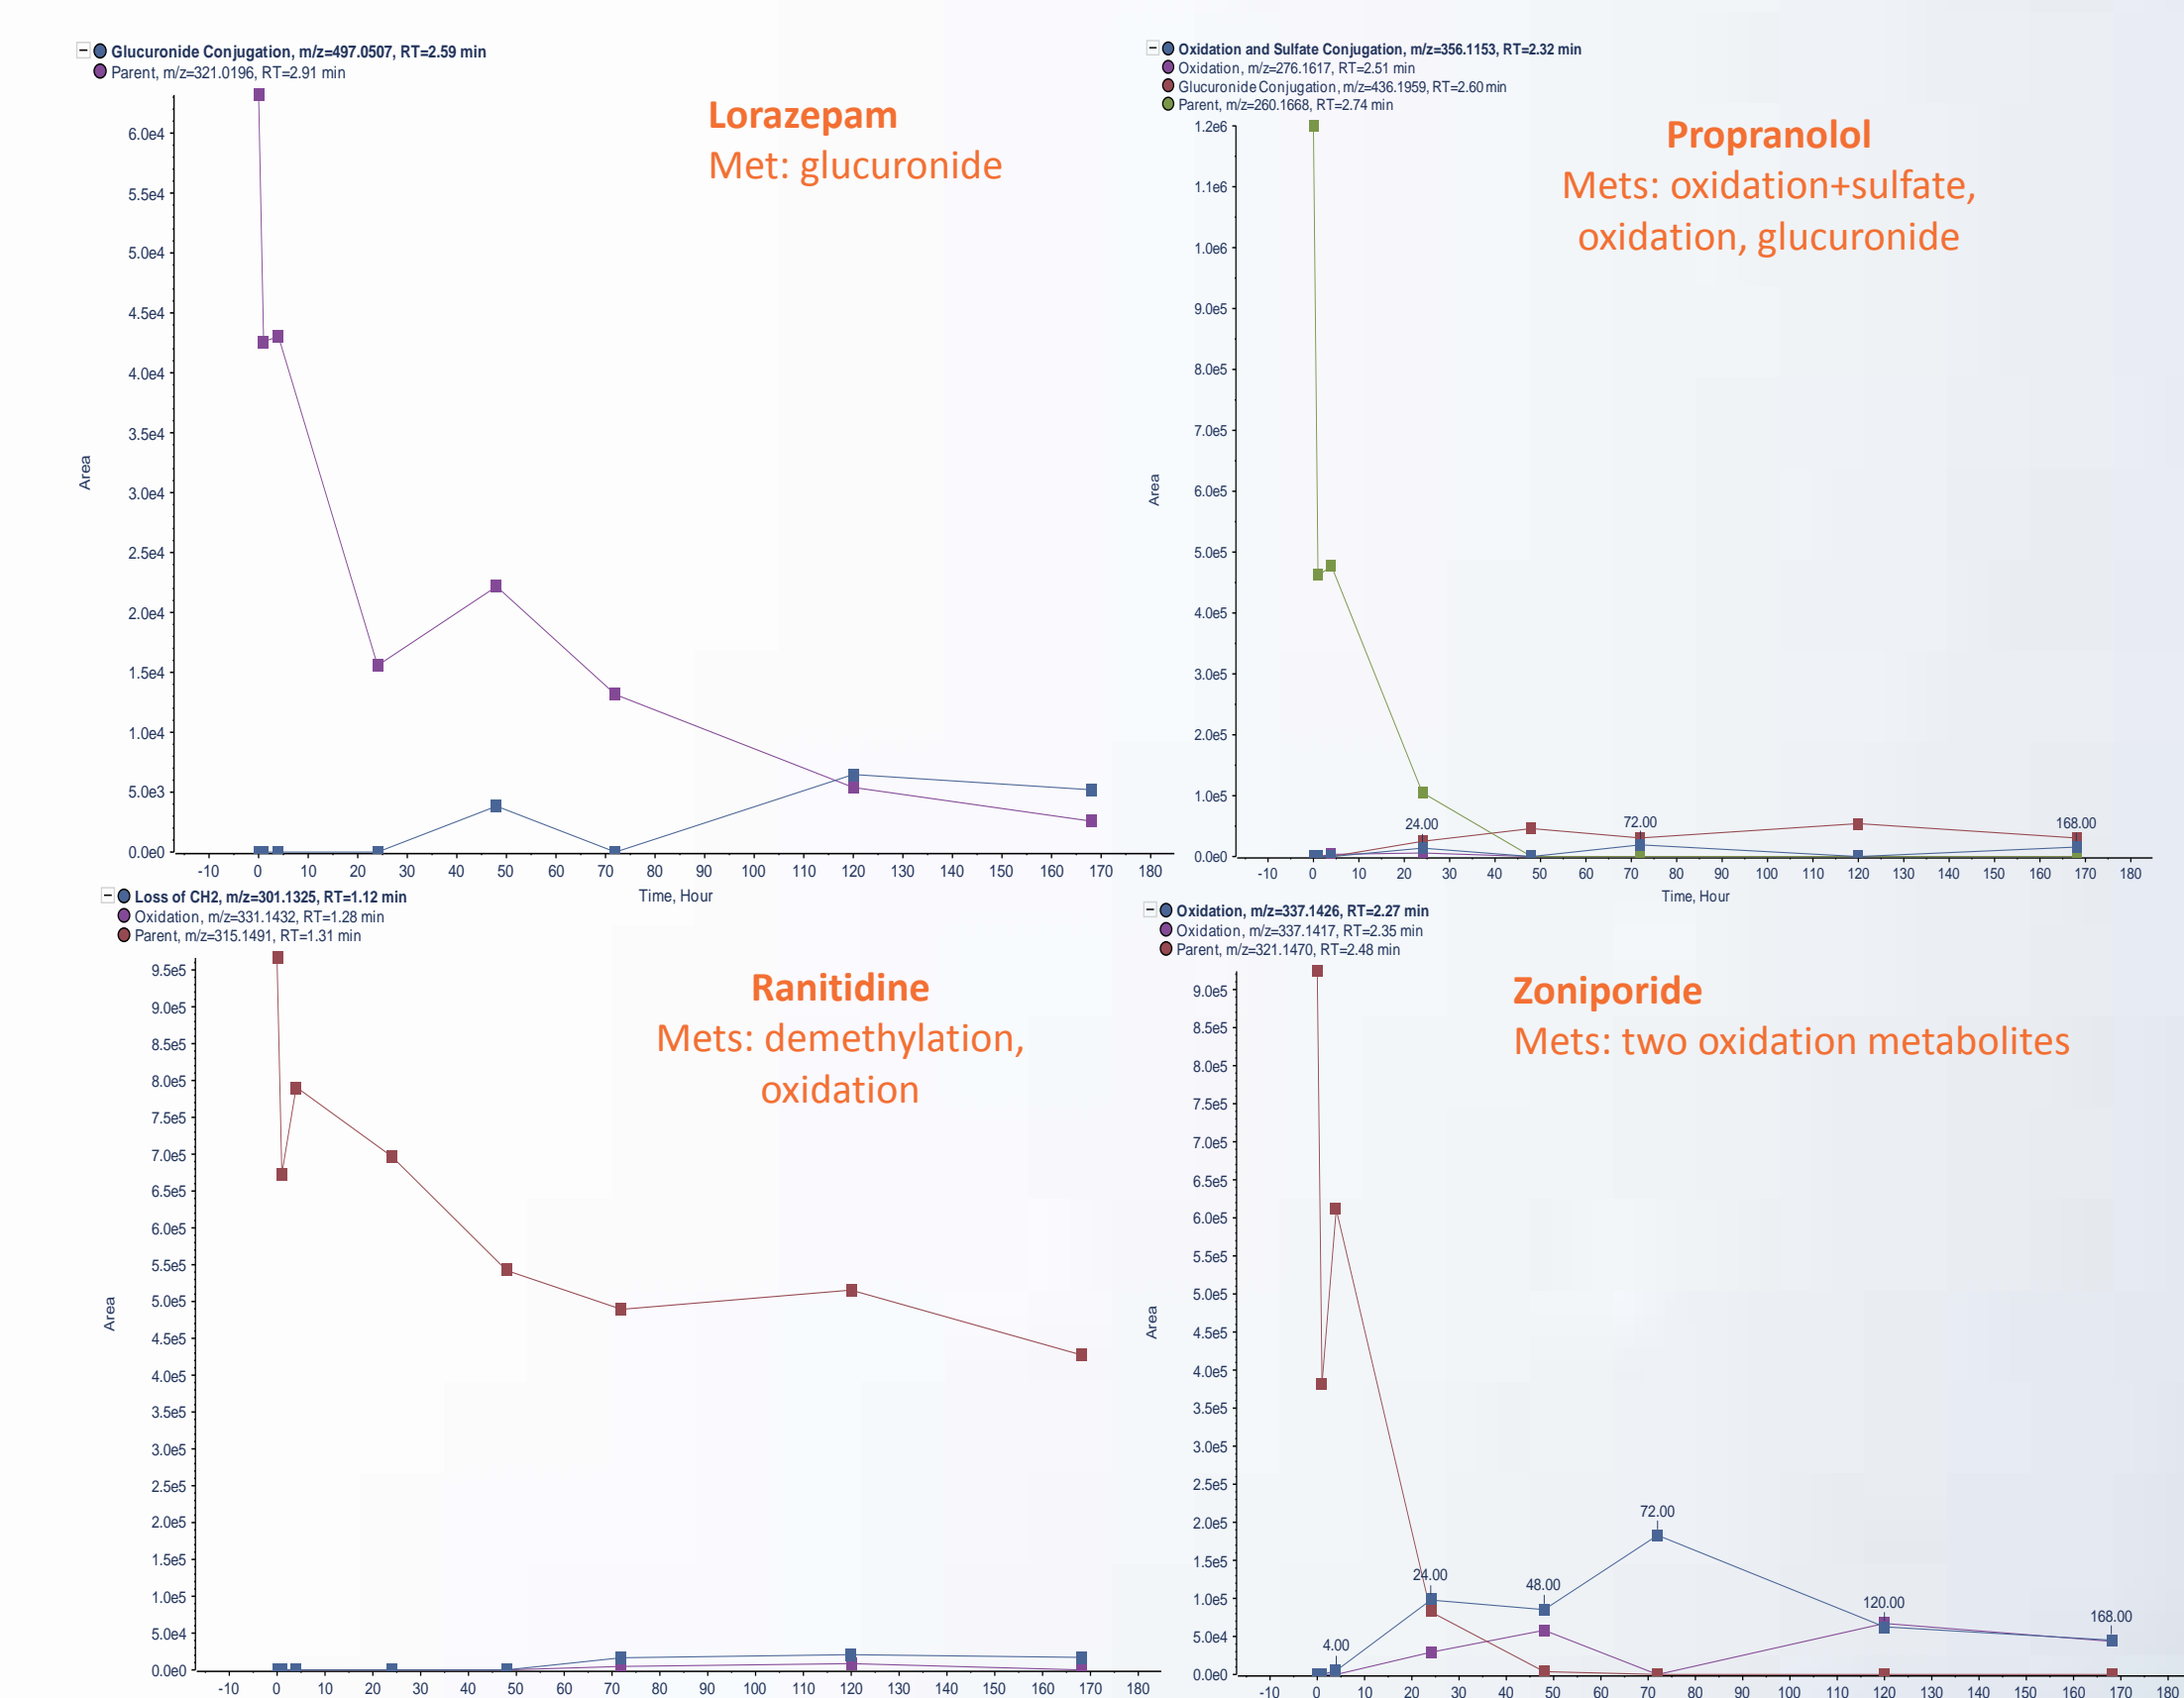 Glucuronide Conjugation, m/z=497.0507, RT=2.59 min
Parent, m/z=321.0196, RT=2.91 min
Lorazepam
Met: glucuronide
6.0e4
5.5e4
5.0e4
4.5e4
4.0e4
3.5e4
3.0e4
2.5e4
2.0e4
1.5e4
1.0e4
5.0e3
0.0e0
Area
-10 0 10 20 30 40 50 60 70 80 90 100 110 120 130 140 150 160 170 180
Time, Hour
Oxidation and Sulfate Conjugation, m/z=356.1153, RT=2.32 min
Oxidation, m/z=276.1617, RT=2.51 min
Glucuronide Conjugation, m/z=436.1959, RT=2.60 min
Parent, m/z=260.1668, RT=2.74 min
Propranolol
Mets: oxidation+sulfate,
oxidation, glucuronide
1.2e6
1.1e6
1.0e6
9.0e5
8.0e5
7.0e5
6.0e5
5.0e5
4.0e5
3.0e5
2.0e5
1.0e5
0.0e0
Area
24.00 72.00 168.00
-10 0 10 20 30 40 50 60 70 80 90 100 110 120 130 140 150 160 170 180
Time, Hour
Loss of CH2, m/z=301.1325, RT=1.12 min
Oxidation, m/z=331.1432, RT=1.28 min
Parent, m/z=315.1491, RT=1.31 min
Ranitidine
Mets: demethylation,
oxidation
9.5e5
9.0e5
8.5e5
8.0e5
7.5e5
7.0e5
6.5e5
6.0e5
5.5e5
5.0e5
4.5e5
4.0e5
3.5e5
3.0e5
2.5e5
2.0e5
1.5e5
1.0e5
5.0e4
0.0e0
Area
-10 0 10 20 30 40 50 60 70 80 90 100 110 120 130 140 150 160 170 180
Oxidation, m/z=337.1426, RT=2.27 min
Oxidation, m/z=337.1417, RT=2.35 min
Parent, m/z=321.1470, RT=2.48 min
Zoniporide
Mets: two oxidation metabolites
9.0e5
8.5e5
8.0e5
7.5e5
7.0e5
6.5e5
6.0e5
5.5e5
5.0e5
4.5e5
4.0e5
3.5e5
3.0e5
2.5e5
2.0e5
1.5e5
1.0e5
5.0e4
0.0e0
Area
4.00 24.00 48.00 72.00 120.00 168.00
-10 0 10 20 30 40 50 60 70 80 90 100 110 120 130 140 150 160 170 180